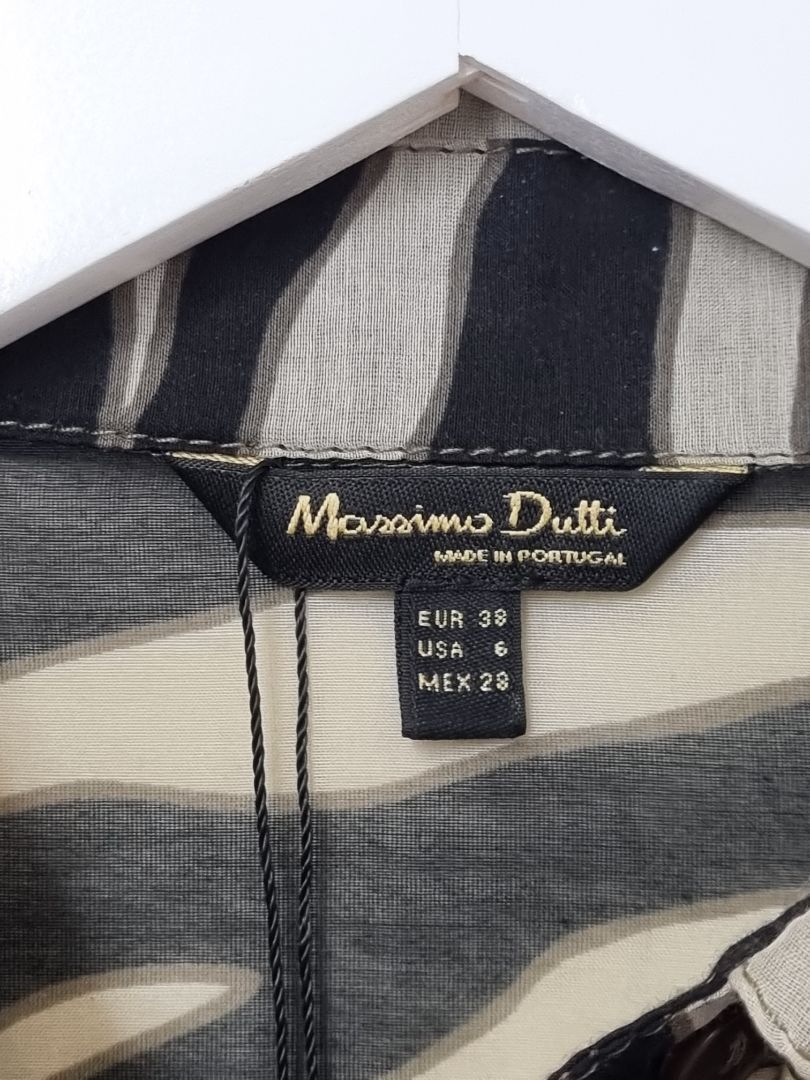 Massimo Dutti
MADE IN PORTUGAL
EUR 38
USA 6
MEX 28